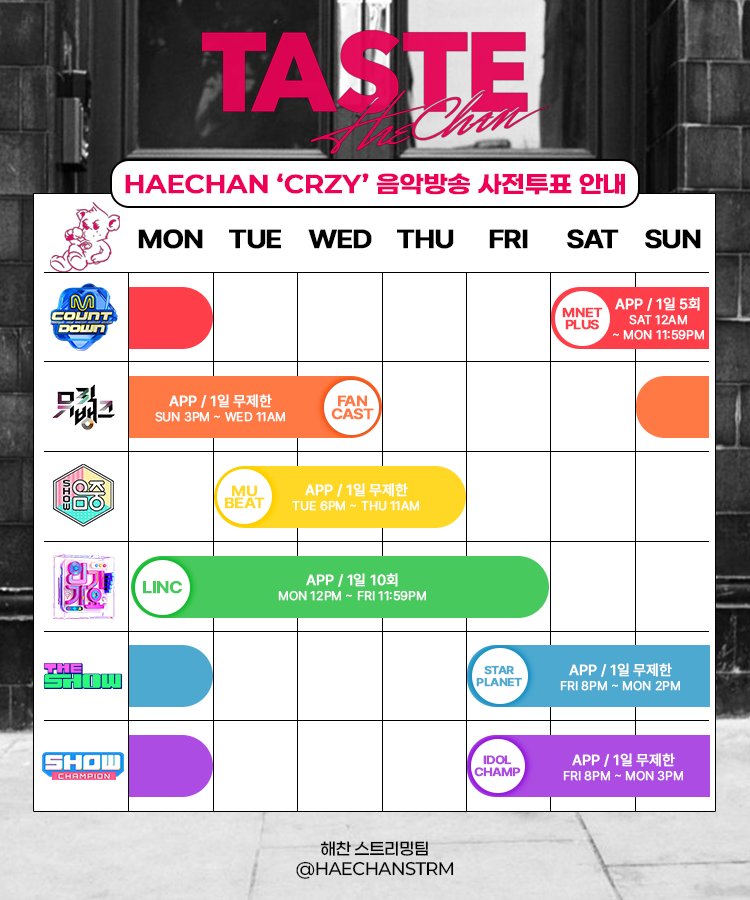 TASTE
HaeChan
HAECHAN ‘CRZY’ 음악방송 사전투표 안내
MON TUE WED THU FRI SAT SUN
M
COUNT
DOWN
MNET
PLUS
APP / 1일 5회
SAT 12AM
~ MON 11:59PM
뮤직
뱅크
APP / 1일 무제한
SUN 3PM ~ WED 11AM
FAN
CAST
SHOW
음악중심
MU
BEAT
APP / 1일 무제한
TUE 6PM ~ THU 11AM
인기가요
LINC
APP / 1일 10회
MON 12PM ~ FRI 11:59PM
THE
SHOW
STAR
PLANET
APP / 1일 무제한
FRI 8PM ~ MON 2PM
SHOW
CHAMPION
IDOL
CHAMP
APP / 1일 무제한
FRI 8PM ~ MON 3PM
해찬 스트리밍팀
@HAECHANSTRM